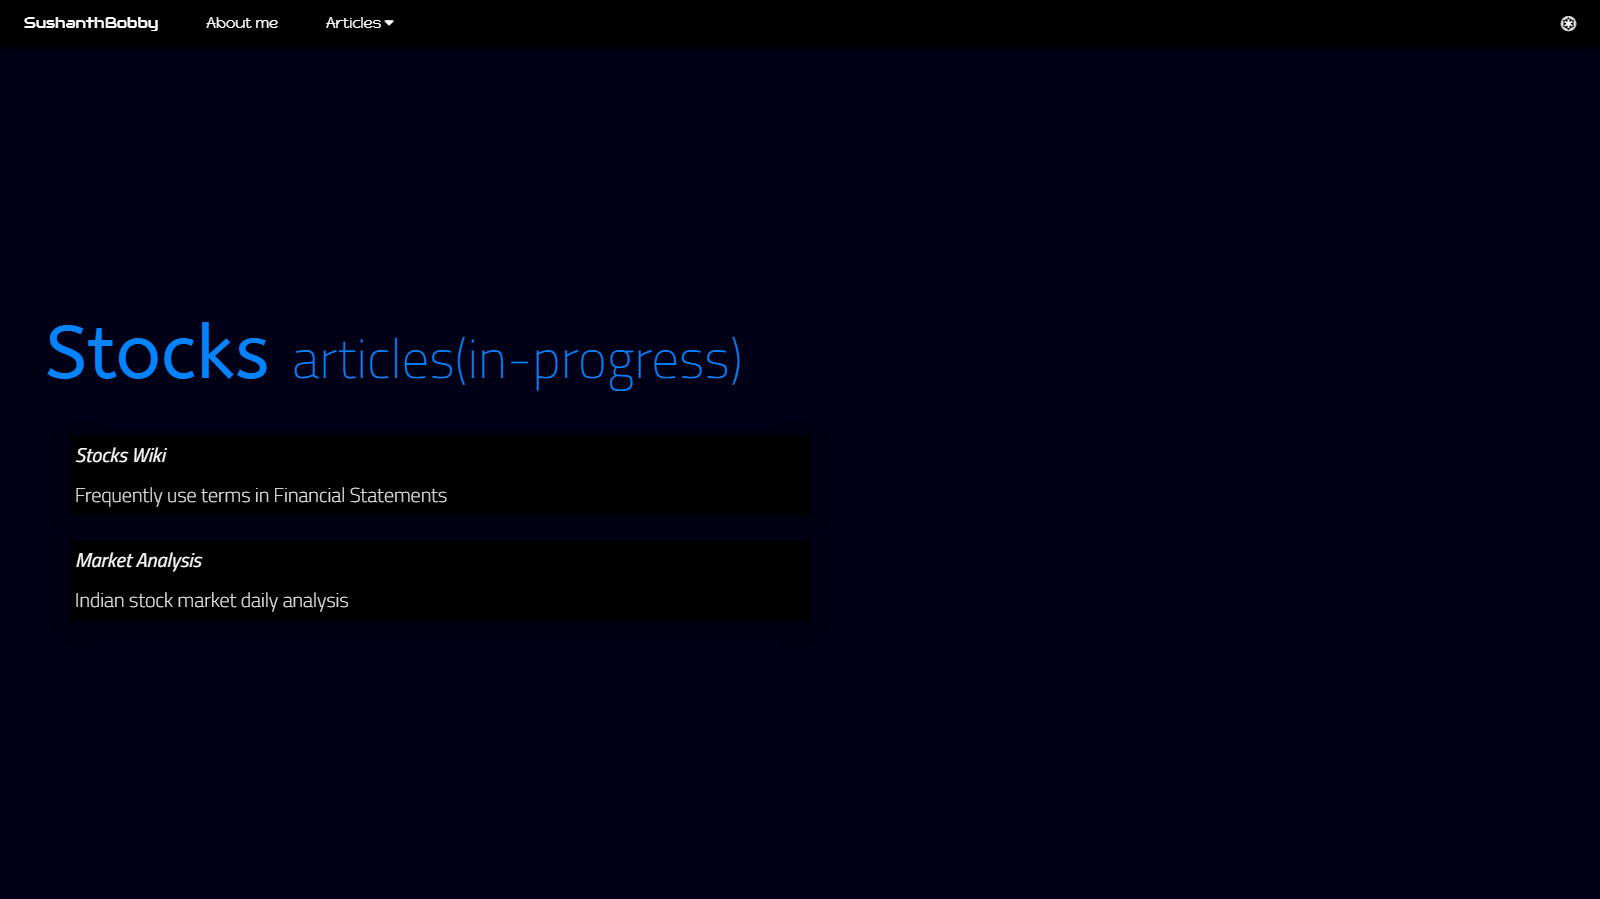 SushanthBobby About me Articles
Stocks articles(in-progress)
Stocks Wiki
Frequently use terms in Financial Statements
Market Analysis
Indian stock market daily analysis